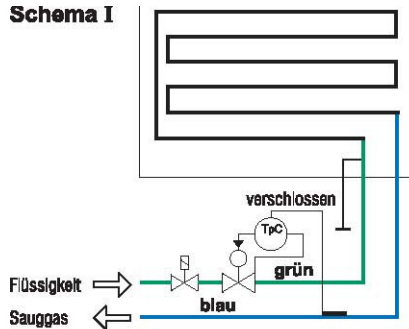 Schema I
verschlossen
TpC
grün
Flüssigkeit
blau
Sauggas